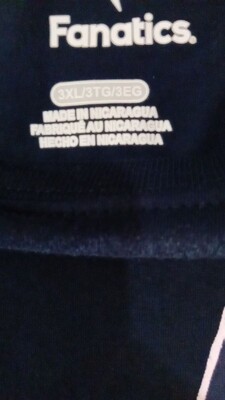 Fanatics.
3XL/3TG/3EG
MADE IN NICARAGUA
FABRIQUÉ AU NICARAGUA
HECHO EN NICARAGUA